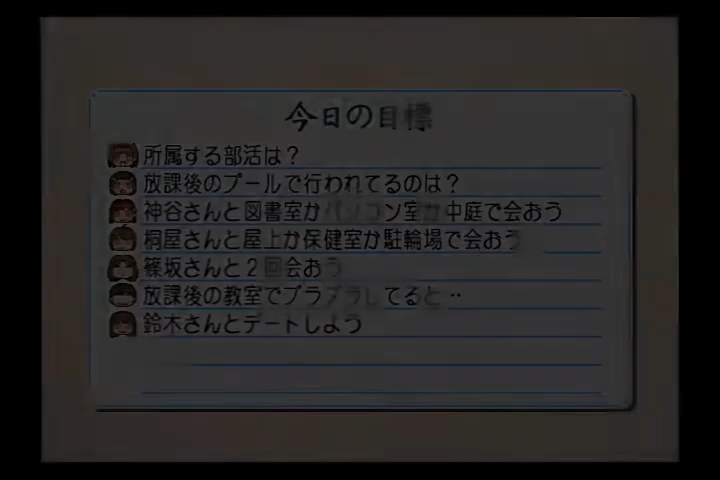 今日の目標
所属する部活は？
放課後のプールで行われてるのは？
神谷さんと図書室かパソコン室か中庭で会おう
桐屋さんと屋上か保健室か駐輪場で会おう
篠坂さんと２回会おう
放課後の教室でブラブラしてると‥
鈴木さんとデートしよう